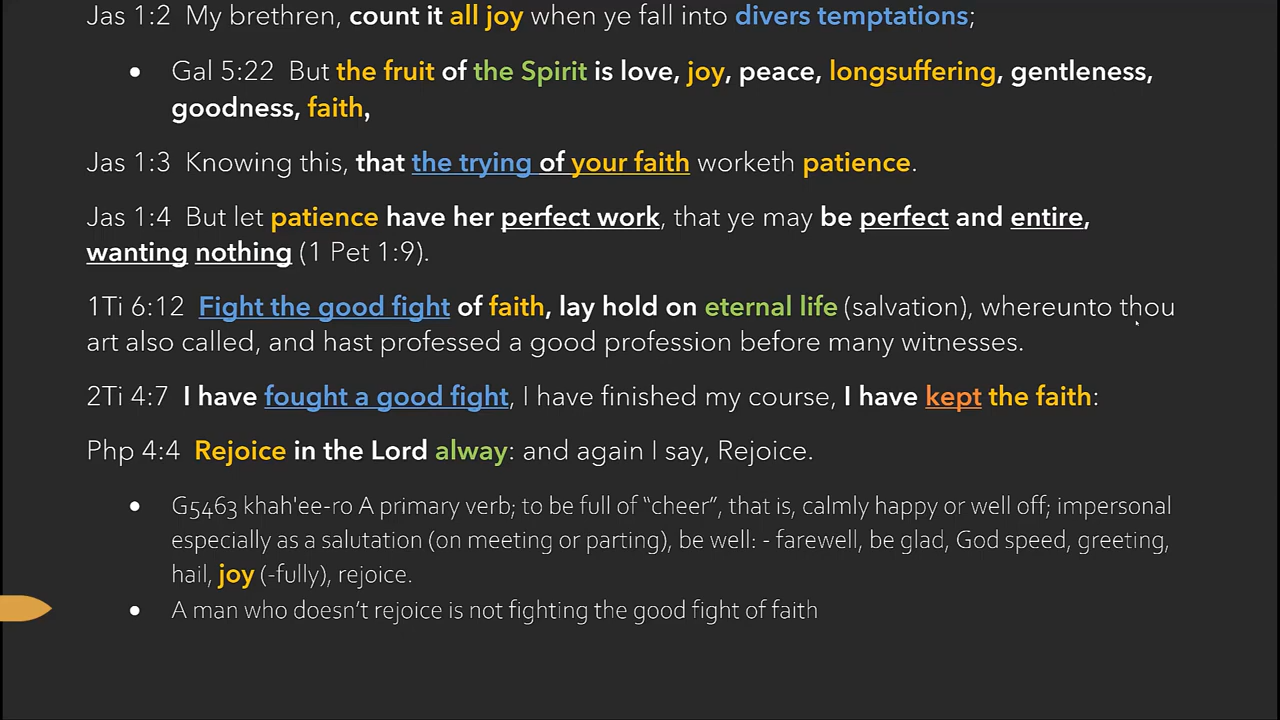 Jas 1:2  My brethren, count it all joy when ye fall into divers temptations;
• Gal 5:22  But the fruit of the Spirit is love, joy, peace, longsuffering, gentleness,
goodness, faith,
Jas 1:3  Knowing this, that the trying of your faith worketh patience.
Jas 1:4  But let patience have her perfect work, that ye may be perfect and entire,
wanting nothing (1 Pet 1:9).
1Ti 6:12  Fight the good fight of faith, lay hold on eternal life (salvation), whereunto thou
art also called, and hast professed a good profession before many witnesses.
2Ti 4:7  I have fought a good fight, I have finished my course, I have kept the faith:
Php 4:4  Rejoice in the Lord alway: and again I say, Rejoice.
• G5463 khah'ee-ro A primary verb; to be full of “cheer”, that is, calmly happy or well off; impersonal
especially as a salutation (on meeting or parting), be well: - farewell, be glad, God speed, greeting,
hail, joy (-fully), rejoice.
• A man who doesn’t rejoice is not fighting the good fight of faith